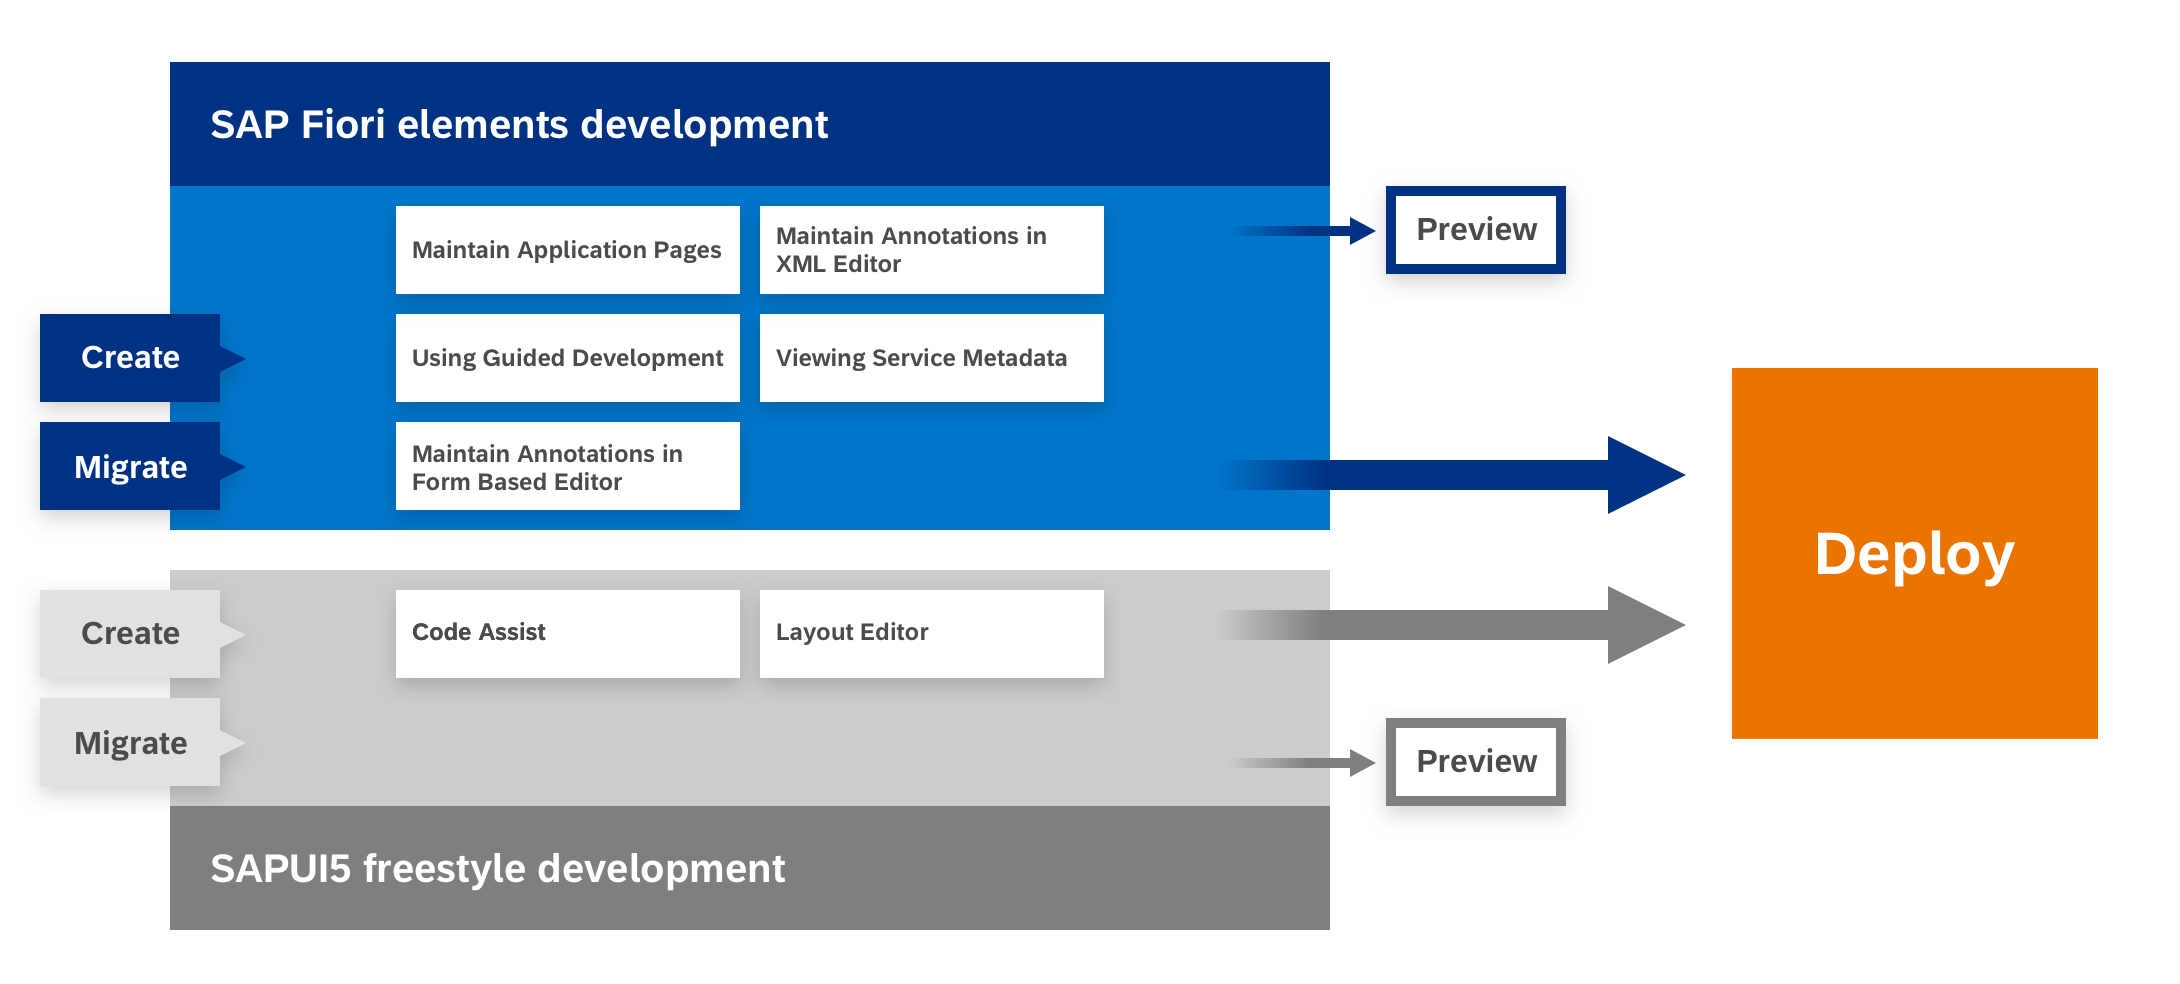 SAP Fiori elements development
Maintain Application Pages
Maintain Annotations in
XML Editor
Preview
Create
Using Guided Development
Viewing Service Metadata
Migrate
Maintain Annotations in
Form Based Editor
Deploy
Create
Code Assist
Layout Editor
Migrate
Preview
SAPUI5 freestyle development